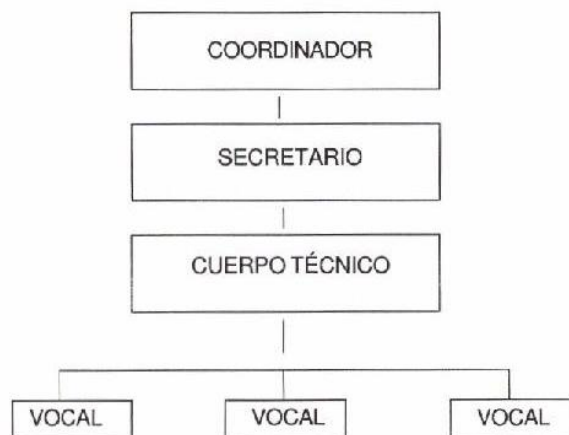 COORDINADOR
SECRETARIO
CUERPO TÉCNICO
VOCAL VOCAL VOCAL